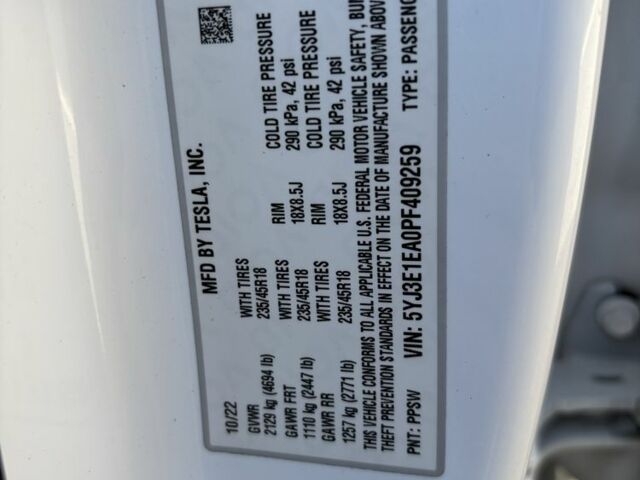 MFD BY TESLA, INC.
10/22
GVWR
2129 kg (4694 lb)
WITH TIRES
235/45R18
RIM
18X8.5J
COLD TIRE PRESSURE
290 kPa, 42 psi
GAWR FRT
1110 kg (2447 lb)
WITH TIRES
235/45R18
RIM
18X8.5J
COLD TIRE PRESSURE
290 kPa, 42 psi
GAWR RR
1257 kg (2771 lb)
WITH TIRES
235/45R18
THIS VEHICLE CONFORMS TO ALL APPLICABLE U.S. FEDERAL MOTOR VEHICLE SAFETY, BU
THEFT PREVENTION STANDARDS IN EFFECT ON THE DATE OF MANUFACTURE SHOWN ABOV
VIN: 5YJ3E1EA0PF409259 TYPE: PASSENG
PNT: PPSW